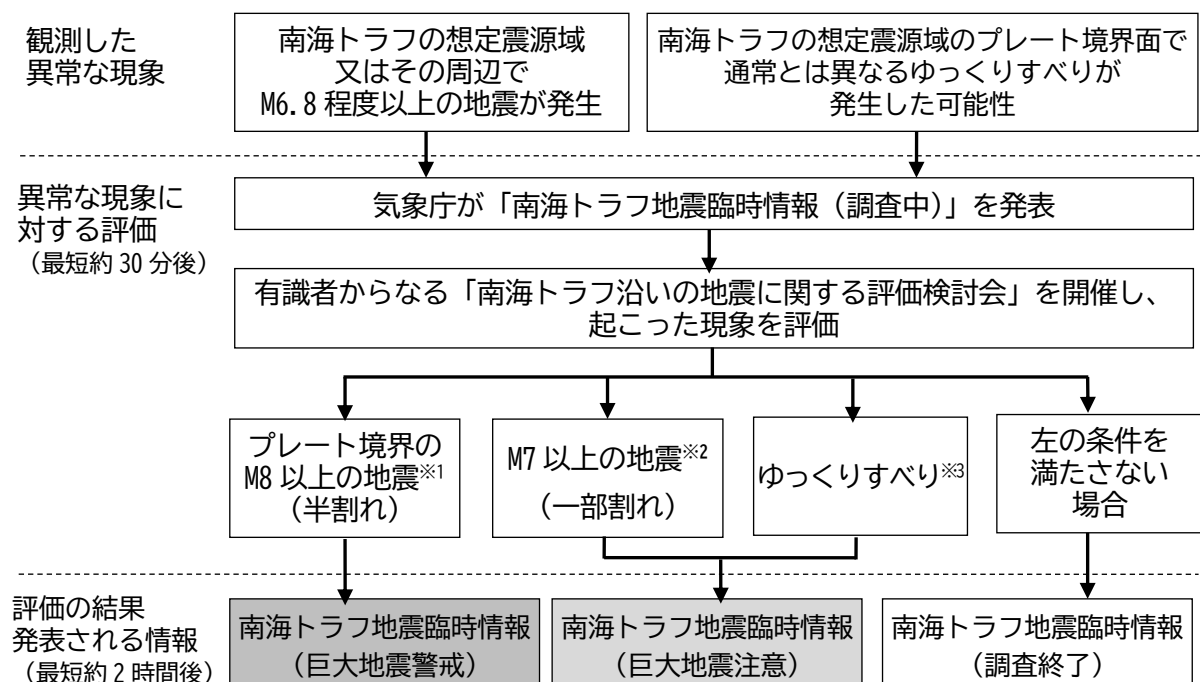 観測した
異常な現象
南海トラフの想定震源域
又はその周辺で
M6.8 程度以上の地震が発生
南海トラフの想定震源域のプレート境界面で
通常とは異なるゆっくりすべりが
発生した可能性
異常な現象に
対する評価
（最短約 30 分後）
気象庁が「南海トラフ地震臨時情報（調査中）」を発表
有識者からなる「南海トラフ沿いの地震に関する評価検討会」を開催し、
起こった現象を評価
プレート境界の
M8 以上の地震※1
（半割れ）
M7 以上の地震※2
（一部割れ）
ゆっくりすべり※3
左の条件を
満たさない
場合
評価の結果
発表される情報
（最短約 2 時間後）
南海トラフ地震臨時情報
（巨大地震警戒）
南海トラフ地震臨時情報
（巨大地震注意）
南海トラフ地震臨時情報
（調査終了）